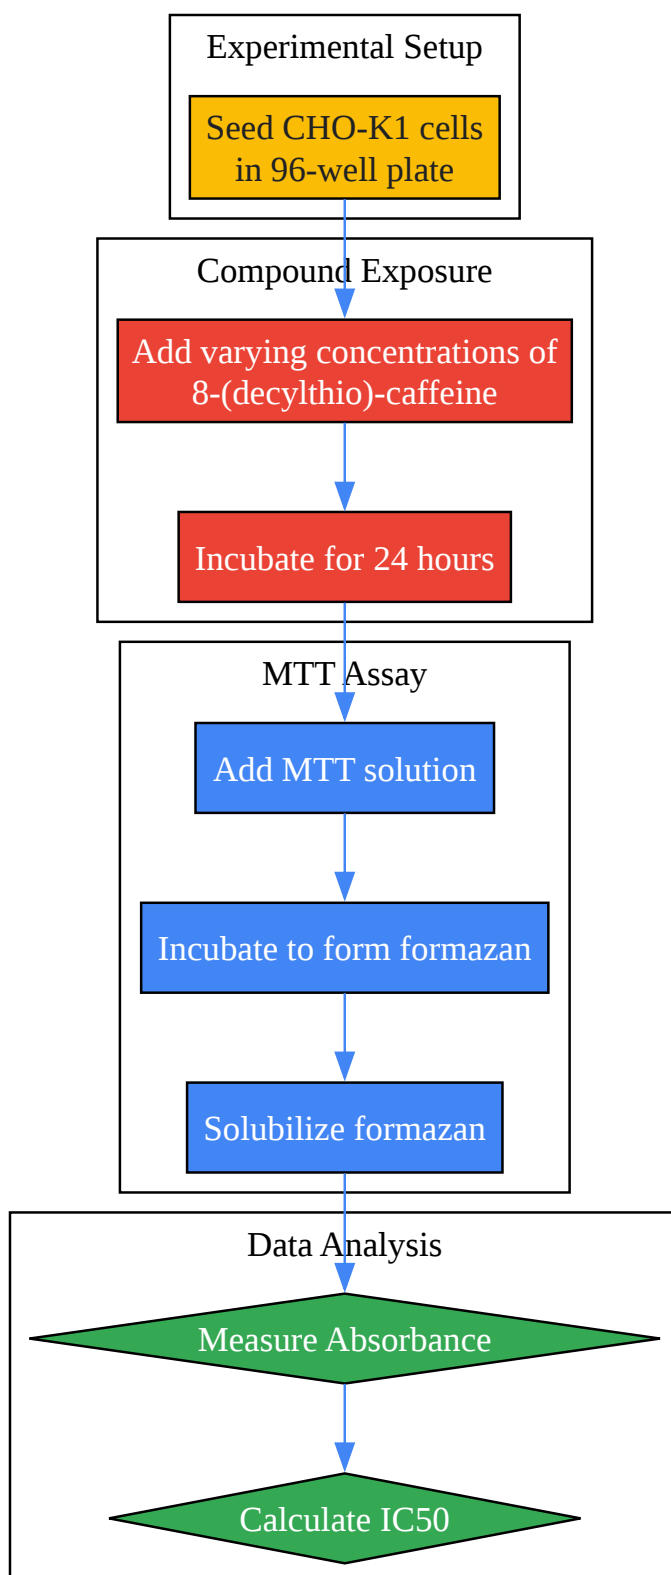 Experimental Setup
Seed CHO-K1 cells
in 96-well plate
Compound Exposure
Add varying concentrations of
8-(decylthio)-caffeine
Incubate for 24 hours
MTT Assay
Add MTT solution
Incubate to form formazan
Solubilize formazan
Data Analysis
Measure Absorbance
Calculate IC50